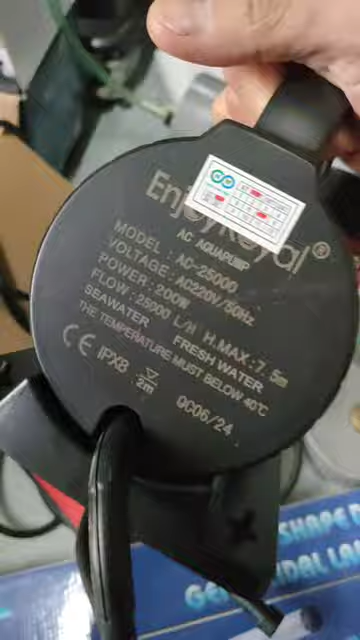 EnjoyRoyal®
AC AQUAPUMP
MODEL : AC-25000
VOLTAGE : AC220V/50Hz
POWER : 200W
FLOW : 25000 L/H H.MAX : 7.5m
SEAWATER FRESH WATER
THE TEMPERATURE MUST BELOW 40℃
CE IPX8 2m QC06/24
SHAPE